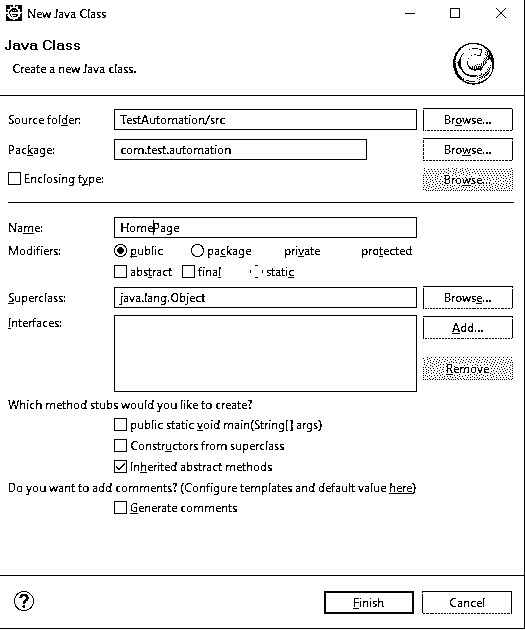 New Java Class
Java Class
Create a new Java class.
Source folder: TestAutomation/src Browse...
Package: com.test.automation Browse...
Enclosing type: Browse...
Name: HomePage
Modifiers: public package private protected
abstract final static
Superclass: java.lang.Object Browse...
Interfaces: Add...
Remove
Which method stubs would you like to create?
public static void main(String[] args)
Constructors from superclass
Inherited abstract methods
Do you want to add comments? (Configure templates and default value here)
Generate comments
? Finish Cancel